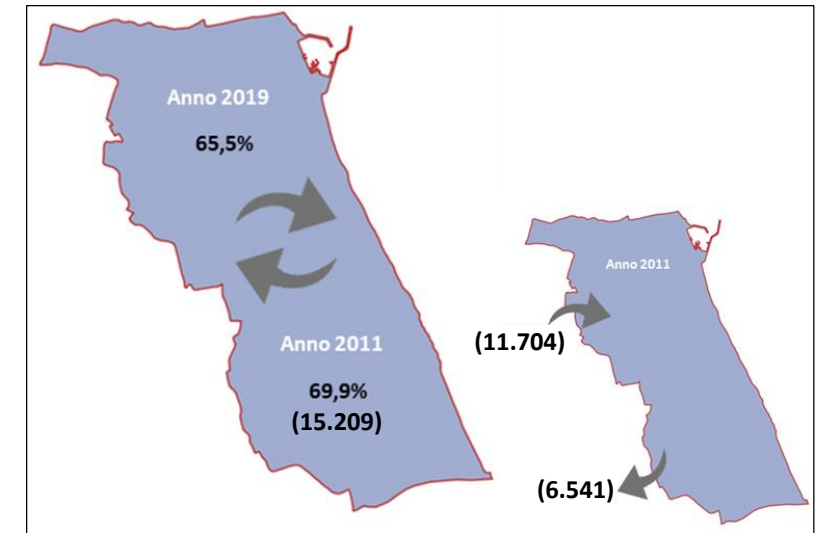 Anno 2019
65,5%
Anno 2011
69,9%
(15.209)
Anno 2011
(11.704)
(6.541)